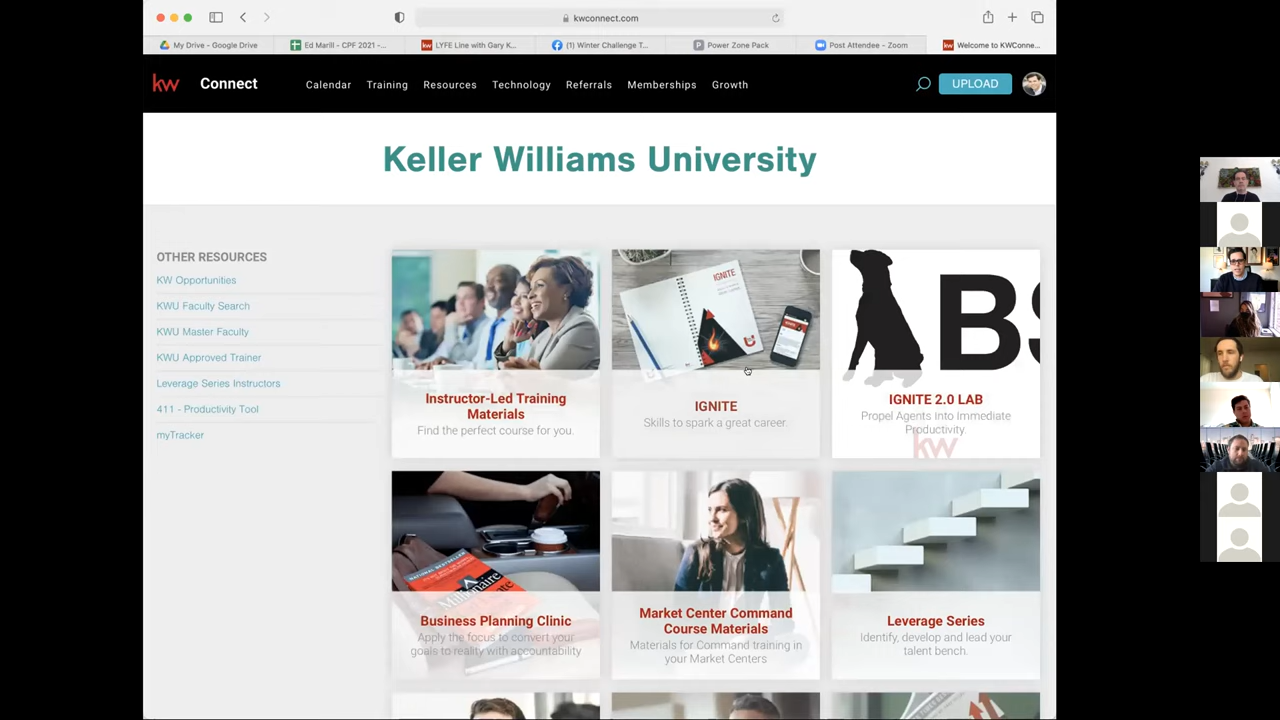 kwconnect.com
My Drive - Google Drive
Ed Marill - CPF 2021 -...
kw LYFE Line with Gary K...
(1) Winter Challenge T...
P Power Zone Pack
Post Attendee - Zoom
kw Welcome to KWConne...
kw Connect
Calendar
Training
Resources
Technology
Referrals
Memberships
Growth
UPLOAD
Keller Williams University
OTHER RESOURCES
KW Opportunities
KWU Faculty Search
KWU Master Faculty
KWU Approved Trainer
Leverage Series Instructors
411 - Productivity Tool
myTracker
Instructor-Led Training
Materials
Find the perfect course for you.
IGNITE
IGNITE
Skills to spark a great career.
BS
IGNITE 2.0 LAB
Propel Agents Into Immediate
Productivity.
kw
Millionaire
Business Planning Clinic
Apply the focus to convert your
goals to reality with accountability
Market Center Command
Course Materials
Materials for Command training in
your Market Centers
Leverage Series
Identify, develop and lead your
talent bench.